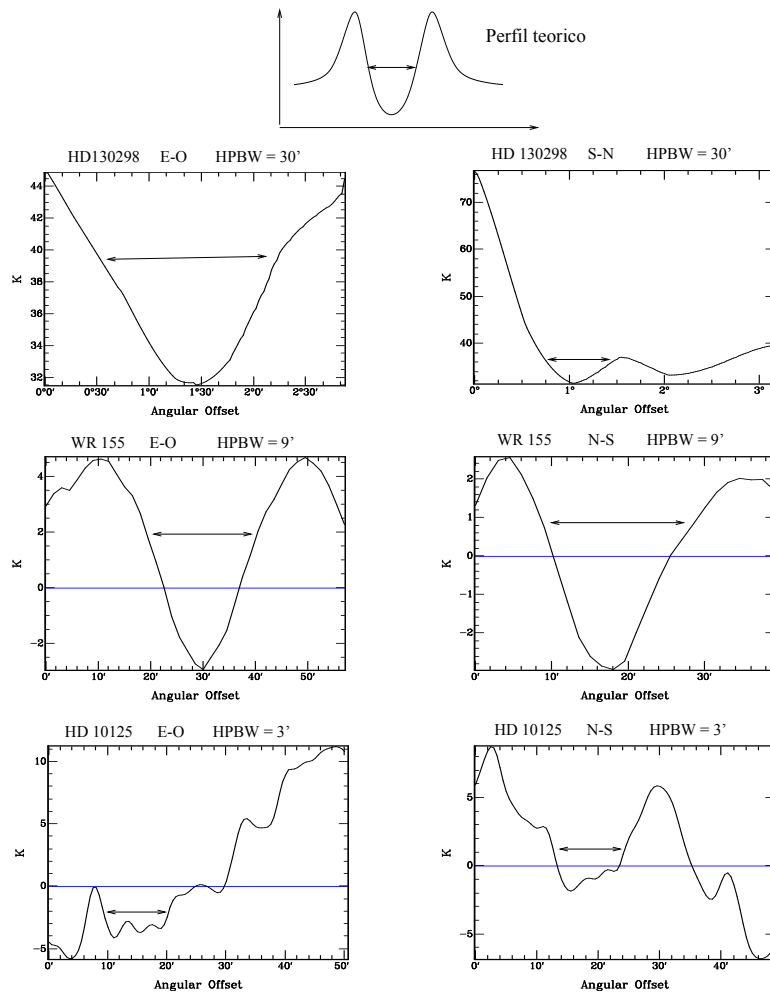 Perfil teorico
HD130298 E-O HPBW = 30'
44
42
40
38
36
34
32
K
0°0' 0°30' 1°0' 1°30' 2°0' 2°30'
Angular Offset
HD 130298 S-N HPBW = 30'
70
60
50
40
K
0° 1° 2° 3°
Angular Offset
WR 155 E-O HPBW = 9'
4
2
0
-2
K
0' 10' 20' 30' 40' 50'
Angular Offset
WR 155 N-S HPBW = 9'
2
1
0
-1
-2
K
0' 10' 20' 30'
Angular Offset
HD 10125 E-O HPBW = 3'
10
5
0
-5
K
0' 10' 20' 30' 40' 50'
Angular Offset
HD 10125 N-S HPBW = 3'
5
0
-5
K
0' 10' 20' 30' 40'
Angular Offset